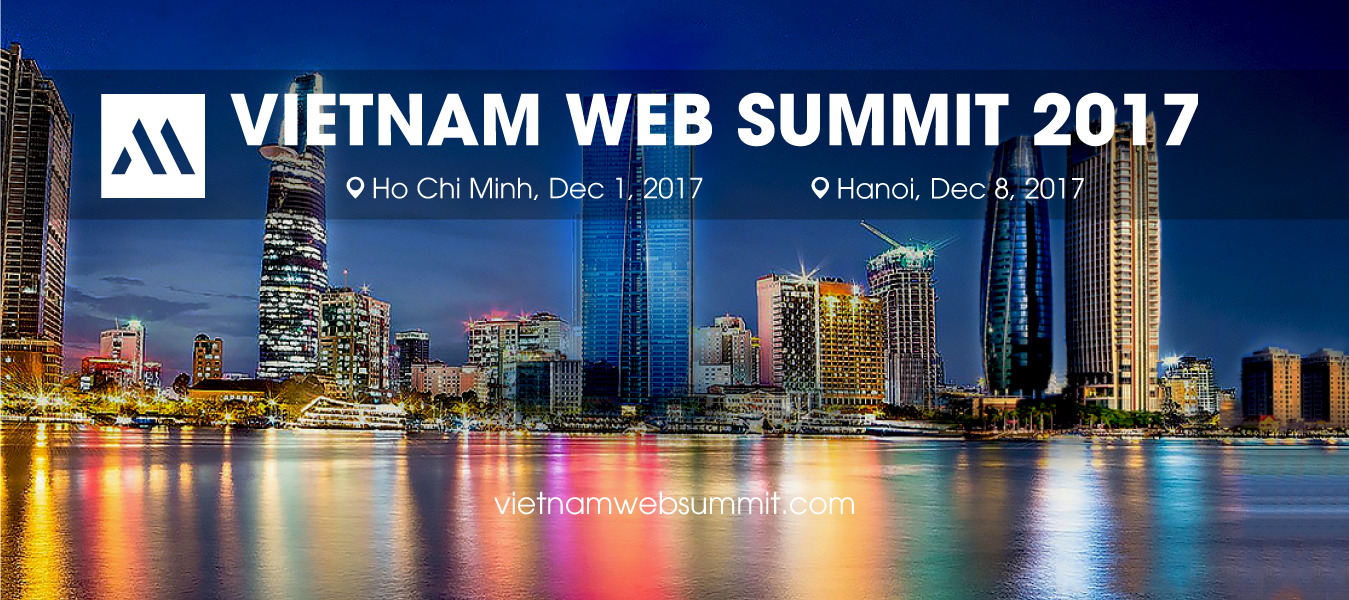 VIETNAM WEB SUMMIT 2017
Ho Chi Minh, Dec 1, 2017
Hanoi, Dec 8, 2017
vietnamwebsummit.com